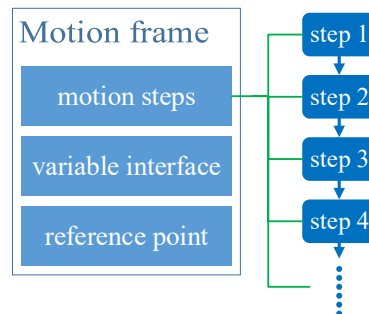 Motion frame
motion steps
variable interface
reference point
step 1
step 2
step 3
step 4